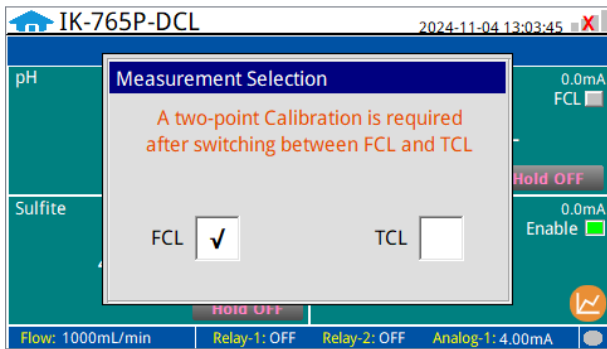 IK-765P-DCL
2024-11-04 13:03:45
pH
0.0mA
FCL
Measurement Selection
A two-point Calibration is required
after switching between FCL and TCL
Hold OFF
Sulfite
0.0mA
Enable
FCL √
TCL
Hold OFF
Flow: 1000mL/min Relay-1: OFF Relay-2: OFF Analog-1: 4.00mA